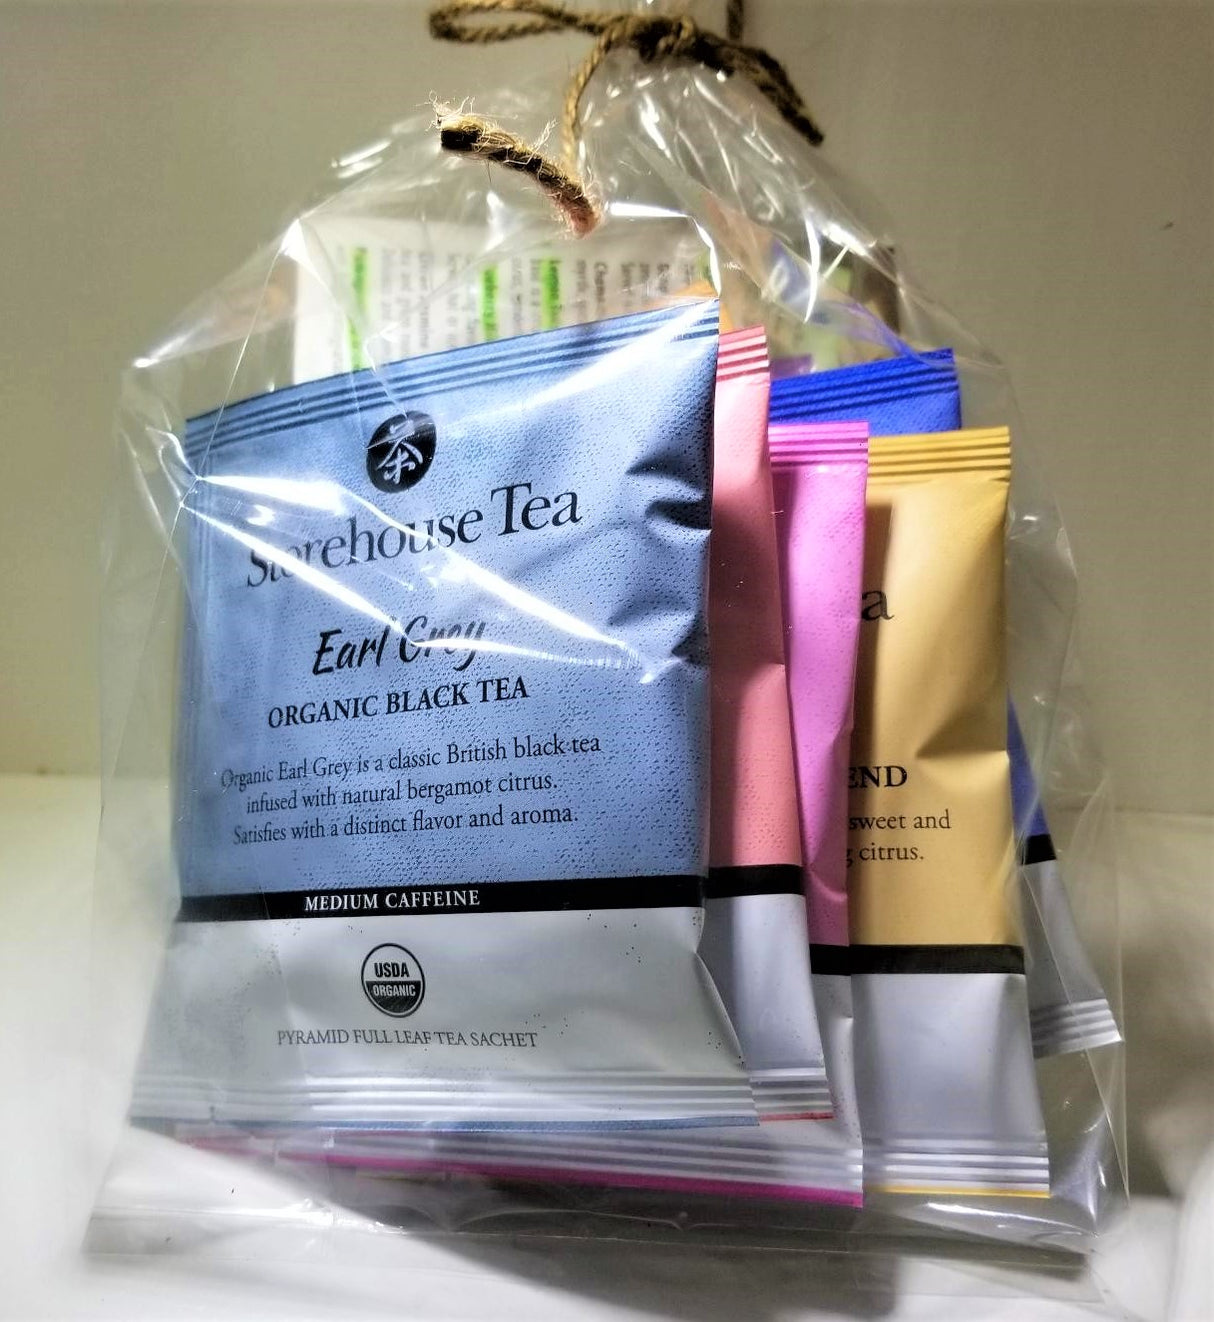 茶
Storehouse Tea
Earl Grey
ORGANIC BLACK TEA
Organic Earl Grey is a classic British black tea
infused with natural bergamot citrus.
Satisfies with a distinct flavor and aroma.
MEDIUM CAFFEINE
USDA
ORGANIC
PYRAMID FULL LEAF TEA SACHET
a
END
sweet and
g citrus.